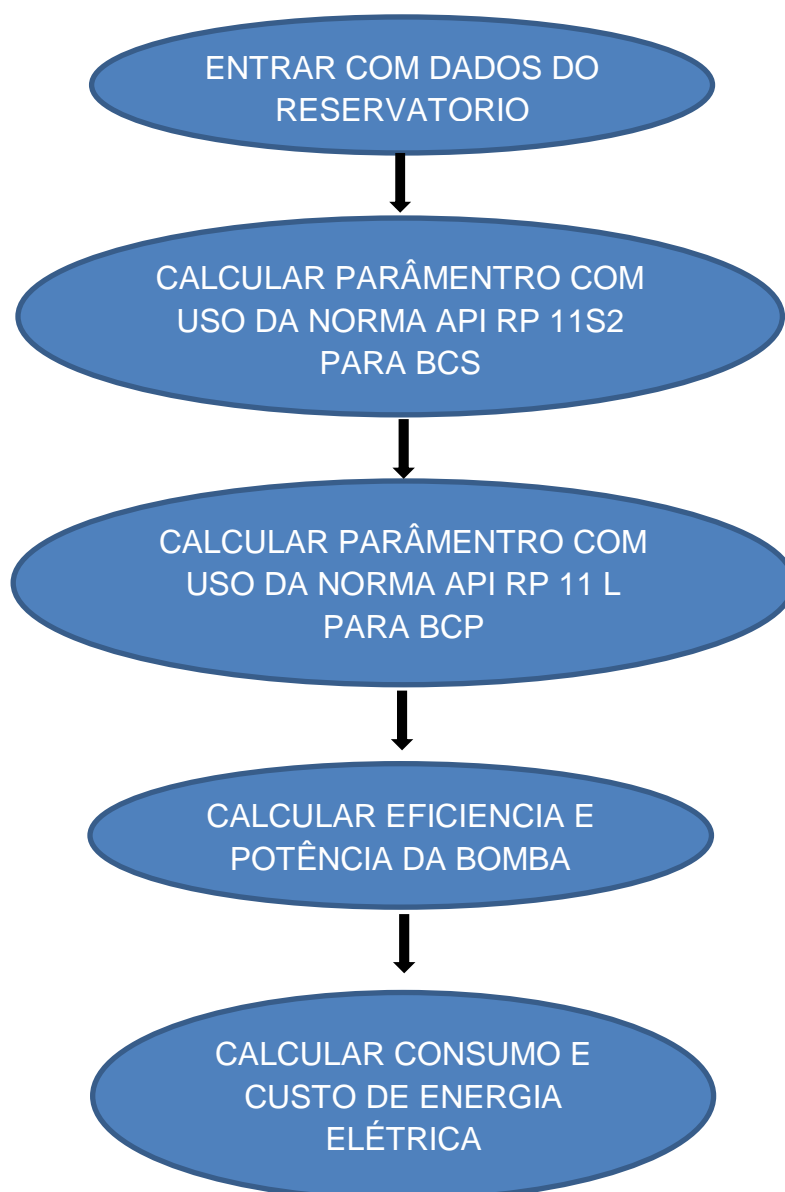 ENTRAR COM DADOS DO
RESERVATORIO
CALCULAR PARÂMENTRO COM
USO DA NORMA API RP 11S2
PARA BCS
CALCULAR PARÂMENTRO COM
USO DA NORMA API RP 11 L
PARA BCP
CALCULAR EFICIENCIA E
POTÊNCIA DA BOMBA
CALCULAR CONSUMO E
CUSTO DE ENERGIA
ELÉTRICA